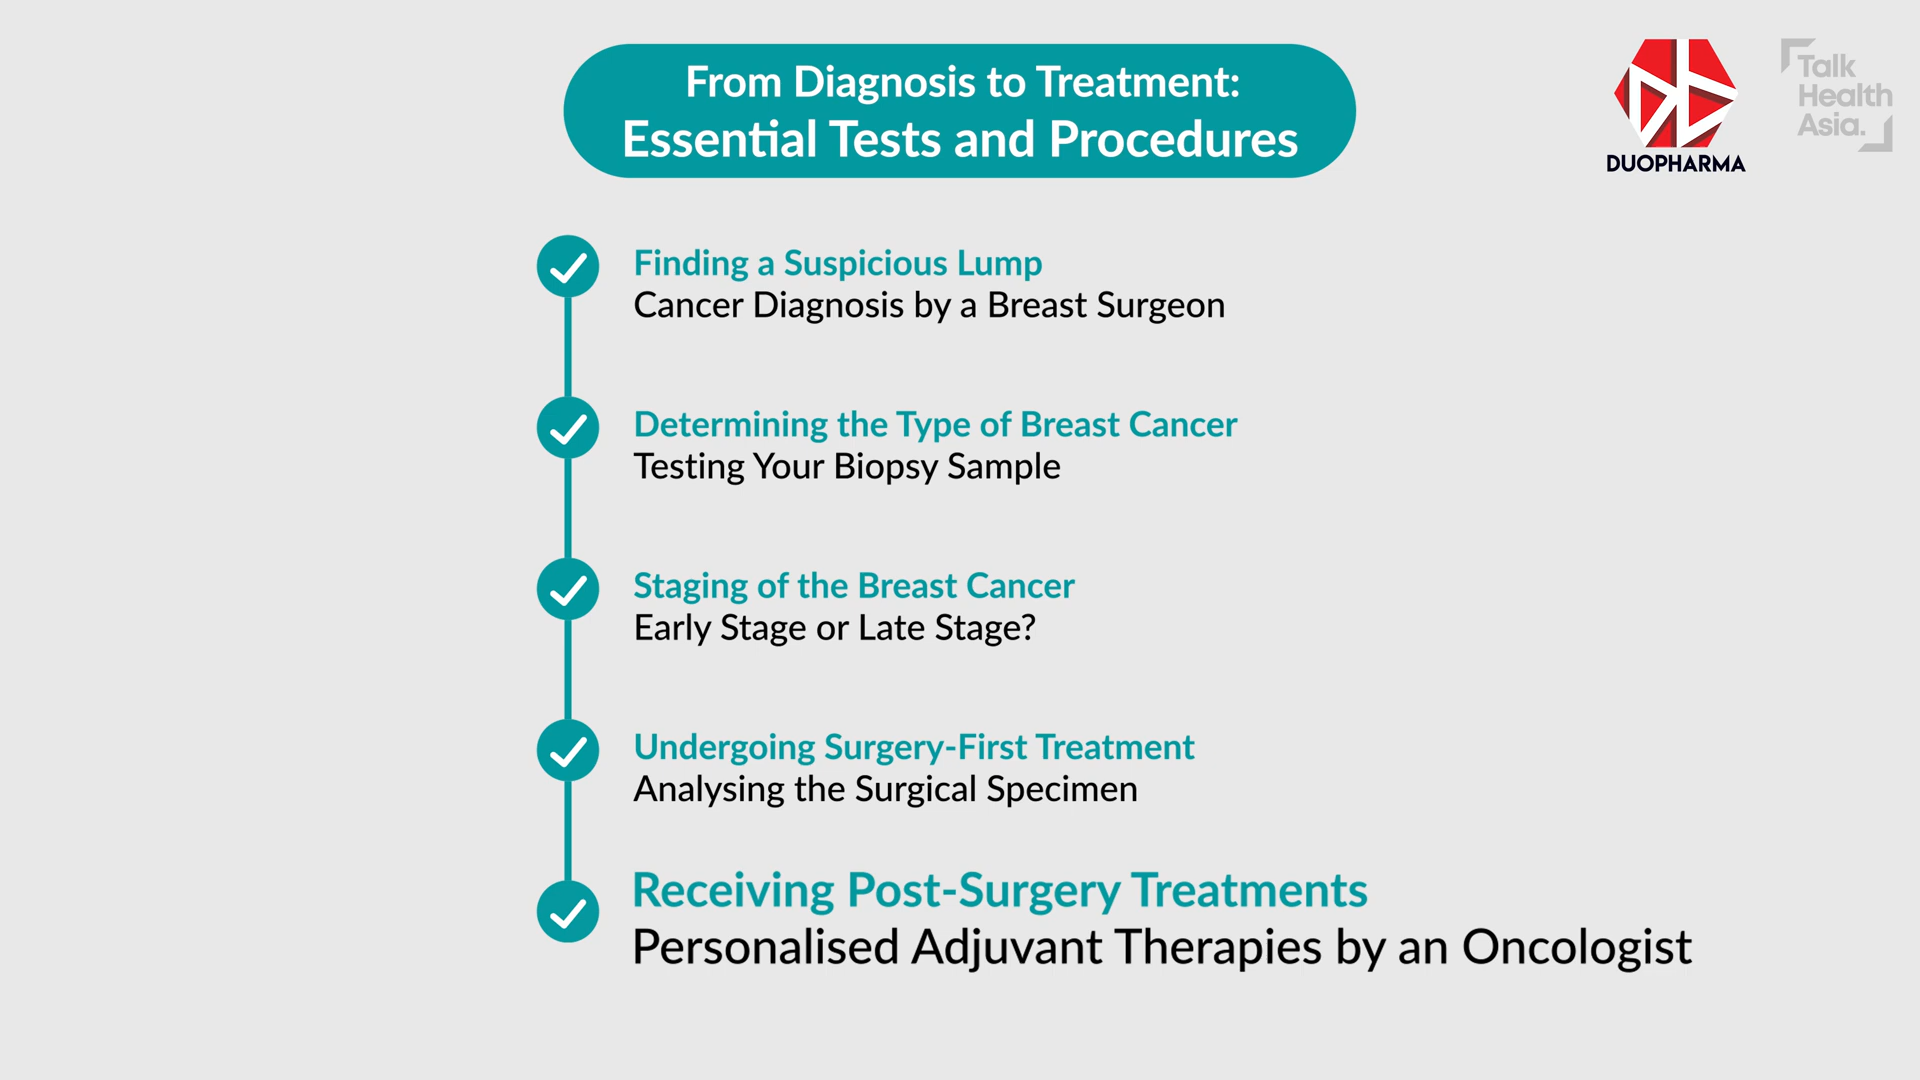 From Diagnosis to Treatment:
Essential Tests and Procedures
DUOPHARMA
Talk
Health
Asia.
Finding a Suspicious Lump
Cancer Diagnosis by a Breast Surgeon
Determining the Type of Breast Cancer
Testing Your Biopsy Sample
Staging of the Breast Cancer
Early Stage or Late Stage?
Undergoing Surgery-First Treatment
Analysing the Surgical Specimen
Receiving Post-Surgery Treatments
Personalised Adjuvant Therapies by an Oncologist